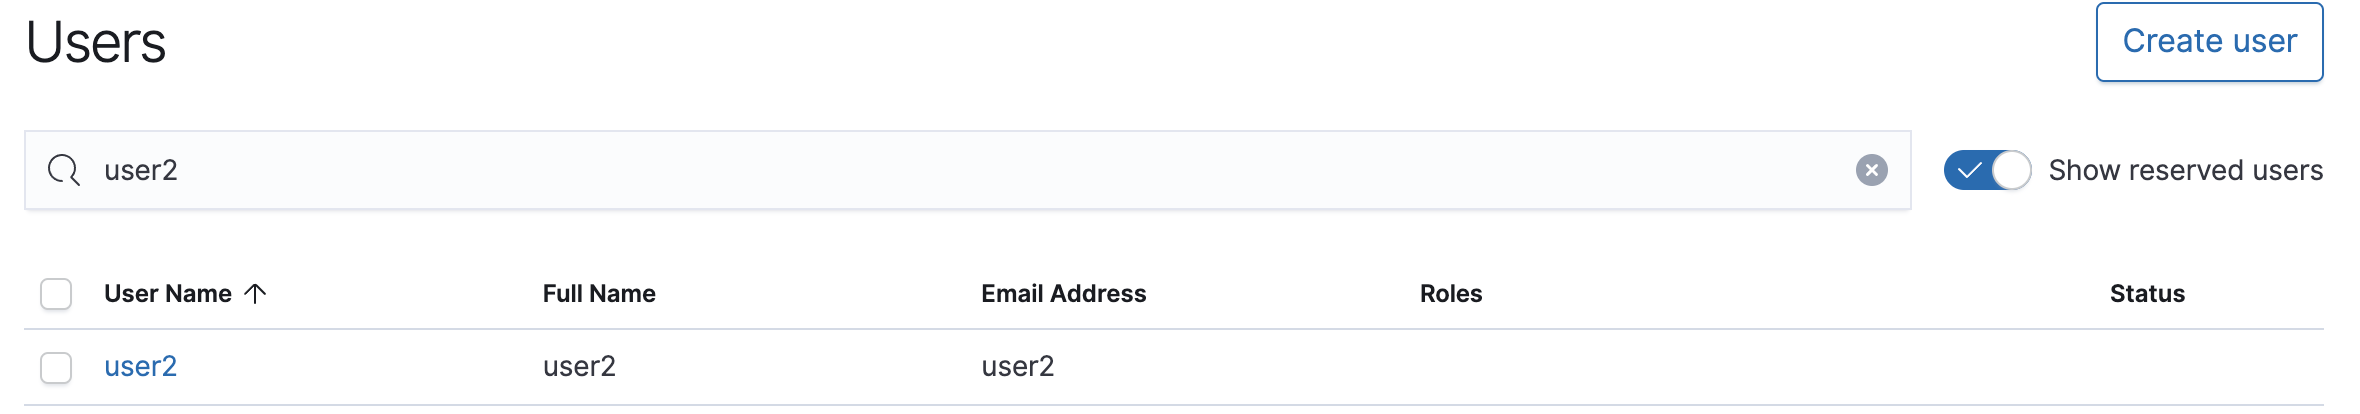 Users
Create user
user2
Show reserved users
User Name Full Name Email Address Roles Status
user2 user2 user2